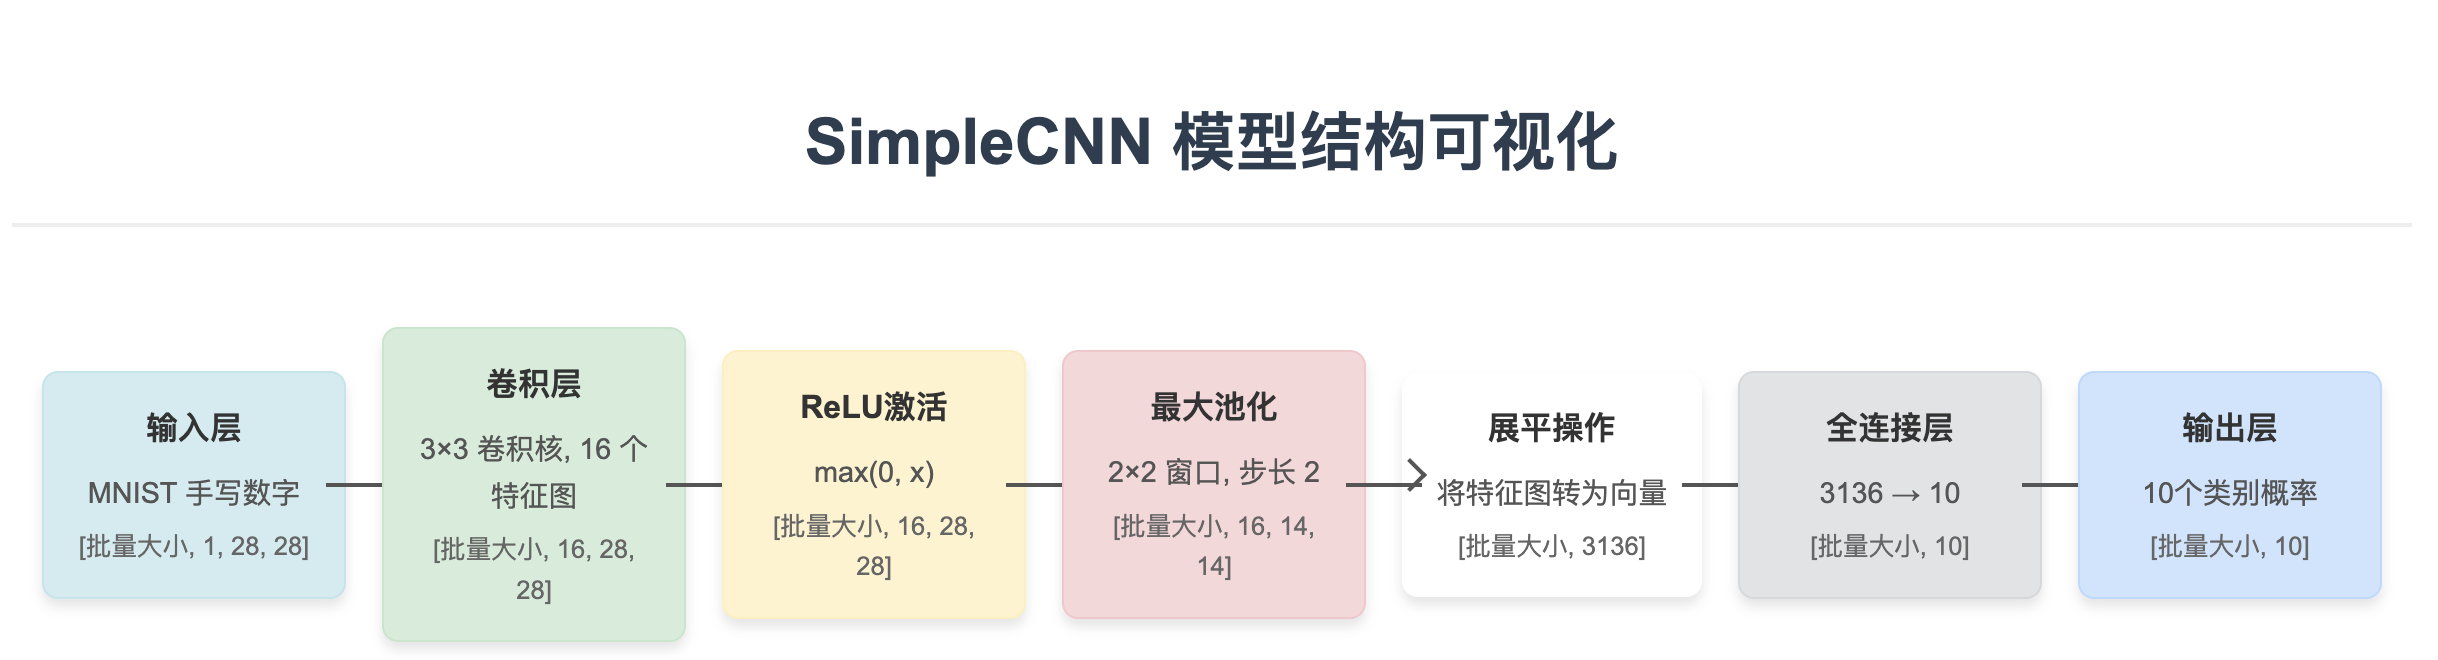 SimpleCNN 模型结构可视化
输入层
MNIST 手写数字
[批量大小, 1, 28, 28]
卷积层
3×3 卷积核, 16 个
特征图
[批量大小, 16, 28,
28]
ReLU激活
max(0, x)
[批量大小, 16, 28,
28]
最大池化
2×2 窗口, 步长 2
[批量大小, 16, 14,
14]
展平操作
将特征图转为向量
[批量大小, 3136]
全连接层
3136 → 10
[批量大小, 10]
输出层
10个类别概率
[批量大小, 10]